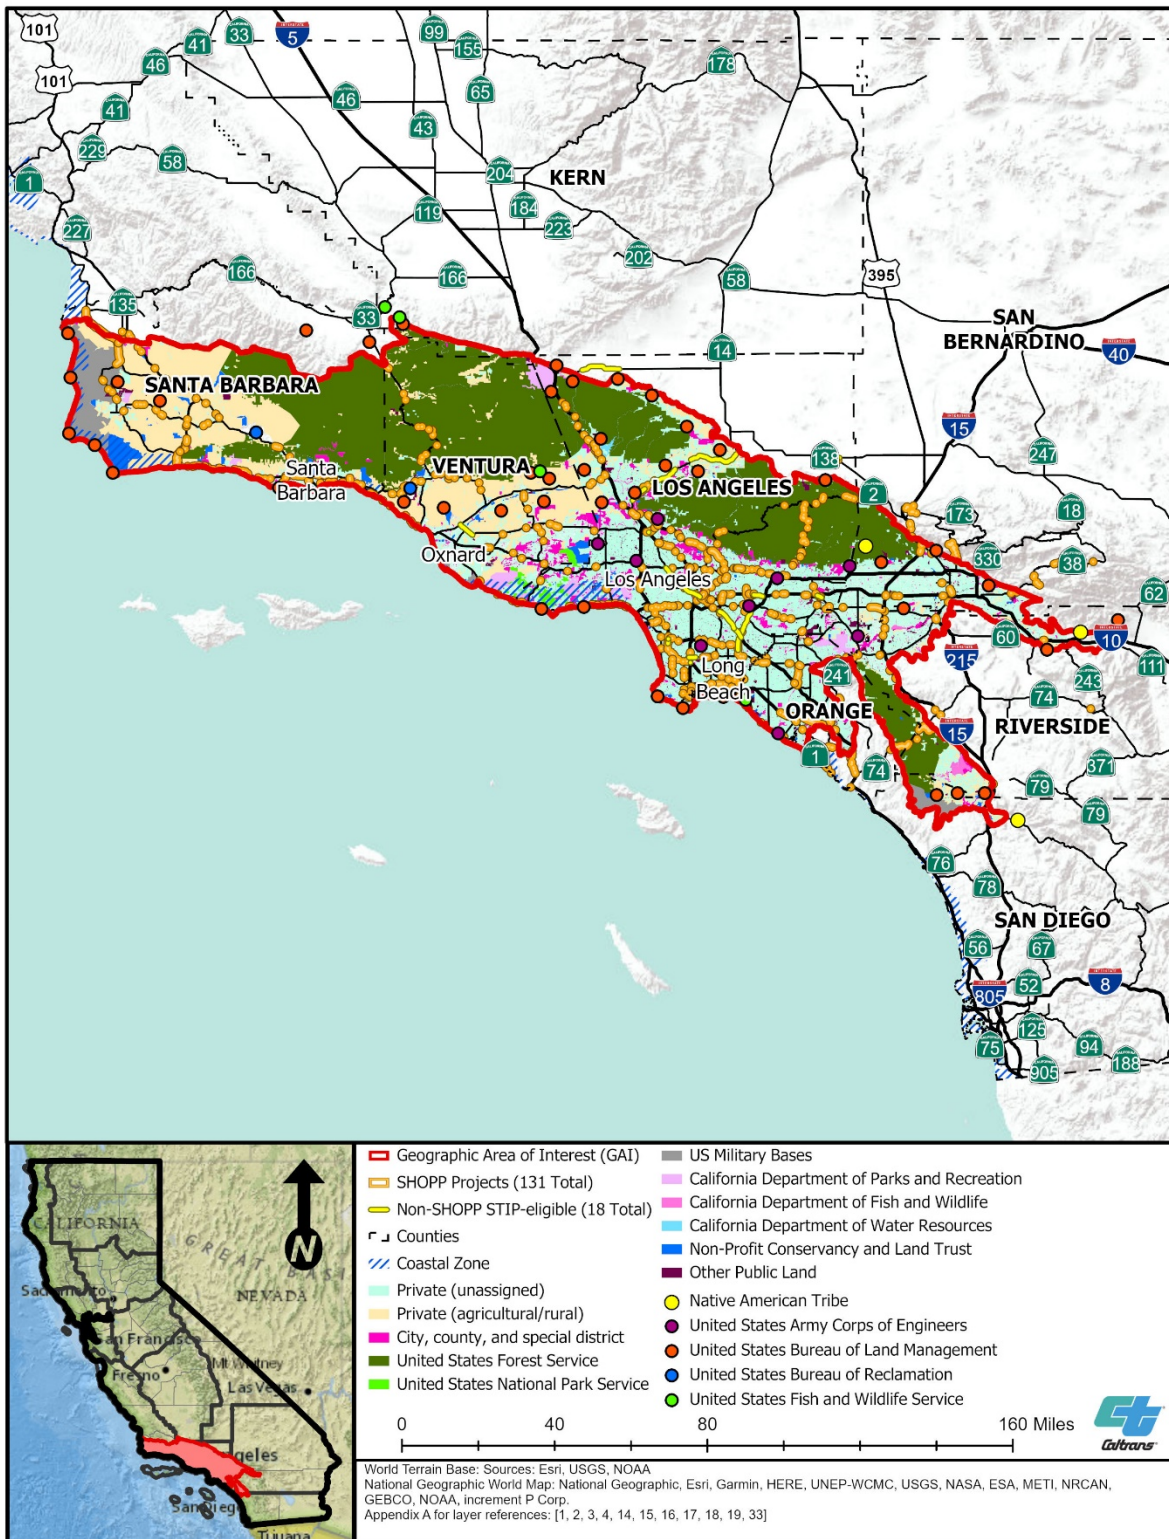 101
41
33
5
99
155
46
101
178
65
46
41
43
229
58
204
KERN
1
184
119
223
227
202
166
166
58
395
135
33
SAN
BERNARDINO
14
40
SANTA BARBARA
15
247
138
Santa
Barbara
VENTURA
LOS ANGELES
2
173
18
Oxnard
330
38
Los Angeles
62
60
10
215
111
241
243
Long
Beach
74
ORANGE
15
RIVERSIDE
1
74
371
79
79
76
78
SAN DIEGO
56
67
52
8
805
125
75
94
188
905
CALIFORNIA
GREAT BASI
NEVADA
Sacramento
San Francisco
Mt Whitney
Fresno
Las Vegas
geles
San Diego
Tijuana
N
Geographic Area of Interest (GAI)
SHOPP Projects (131 Total)
Non-SHOPP STIP-eligible (18 Total)
Counties
Coastal Zone
Private (unassigned)
Private (agricultural/rural)
City, county, and special district
United States Forest Service
United States National Park Service
US Military Bases
California Department of Parks and Recreation
California Department of Fish and Wildlife
California Department of Water Resources
Non-Profit Conservancy and Land Trust
Other Public Land
Native American Tribe
United States Army Corps of Engineers
United States Bureau of Land Management
United States Bureau of Reclamation
United States Fish and Wildlife Service
0 40 80 160 Miles
Caltrans
World Terrain Base: Sources: Esri, USGS, NOAA
National Geographic World Map: National Geographic, Esri, Garmin, HERE, UNEP-WCMC, USGS, NASA, ESA, METI, NRCAN,
GEBCO, NOAA, increment P Corp.
Appendix A for layer references: [1, 2, 3, 4, 14, 15, 16, 17, 18, 19, 33]